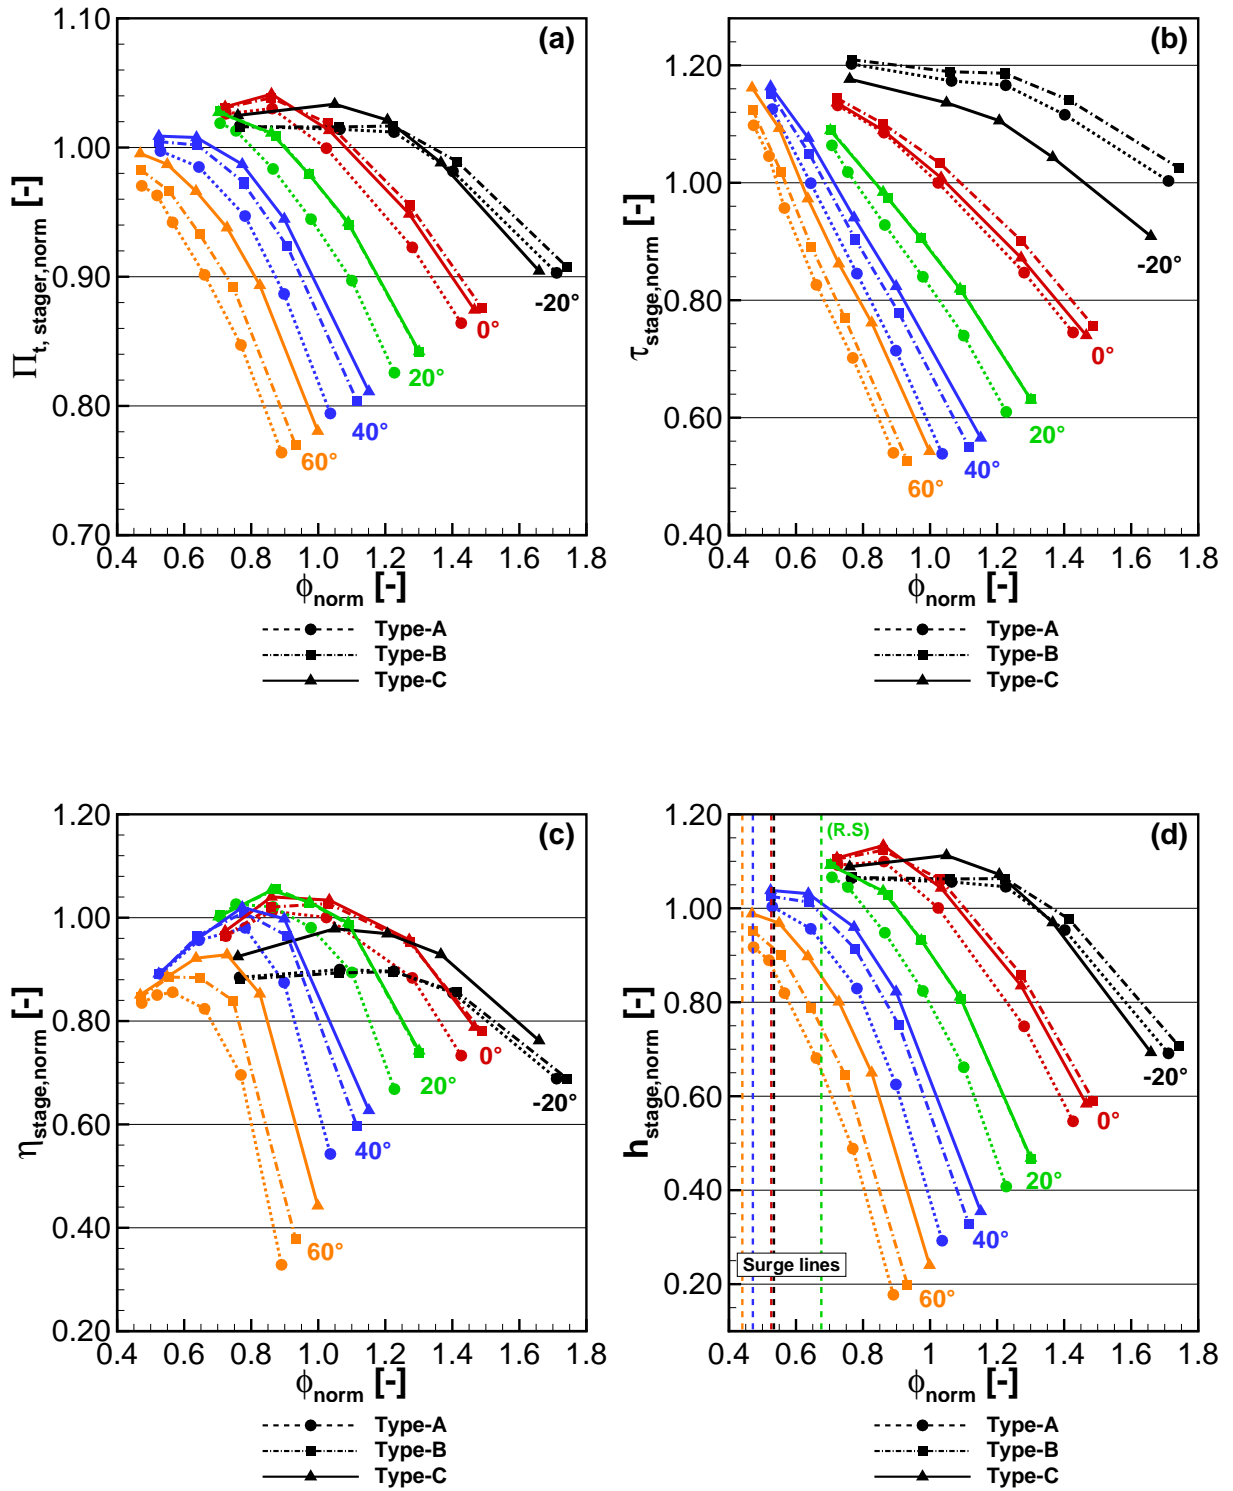 1.10
(a)
1.00
0.90
0.80
0.70
Π t, stager,norm [-]
-20°
0°
20°
40°
60°
0.4 0.6 0.8 1.0 1.2 1.4 1.6 1.8
ϕnorm [-]
Type-A
Type-B
Type-C
(b)
1.20
1.00
0.80
0.60
0.40
τstage,norm [-]
-20°
0°
20°
40°
60°
0.4 0.6 0.8 1.0 1.2 1.4 1.6 1.8
ϕnorm [-]
Type-A
Type-B
Type-C
1.20
(c)
1.00
0.80
0.60
0.40
0.20
ηstage,norm [-]
0°
20°
-20°
40°
60°
0.4 0.6 0.8 1.0 1.2 1.4 1.6 1.8
ϕnorm [-]
Type-A
Type-B
Type-C
1.20
(R.S)
(d)
1.00
0.80
0.60
0.40
0.20
hstage,norm [-]
-20°
0°
20°
40°
Surge lines
60°
0.4 0.6 0.8 1 1.2 1.4 1.6 1.8
ϕnorm [-]
Type-A
Type-B
Type-C